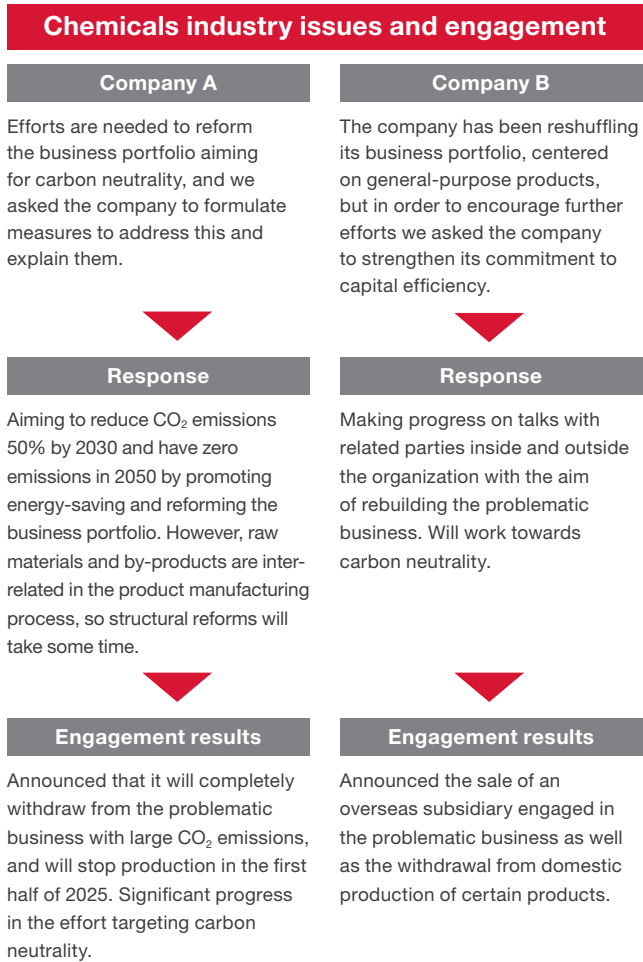 Chemicals industry issues and engagement
Company A
Efforts are needed to reform
the business portfolio aiming
for carbon neutrality, and we
asked the company to formulate
measures to address this and
explain them.
Response
Aiming to reduce CO₂ emissions
50% by 2030 and have zero
emissions in 2050 by promoting
energy-saving and reforming the
business portfolio. However, raw
materials and by-products are inter-
related in the product manufacturing
process, so structural reforms will
take some time.
Engagement results
Announced that it will completely
withdraw from the problematic
business with large CO₂ emissions,
and will stop production in the first
half of 2025. Significant progress
in the effort targeting carbon
neutrality.
Company B
The company has been reshuffling
its business portfolio, centered
on general-purpose products,
but in order to encourage further
efforts we asked the company
to strengthen its commitment to
capital efficiency.
Response
Making progress on talks with
related parties inside and outside
the organization with the aim
of rebuilding the problematic
business. Will work towards
carbon neutrality.
Engagement results
Announced the sale of an
overseas subsidiary engaged in
the problematic business as well
as the withdrawal from domestic
production of certain products.